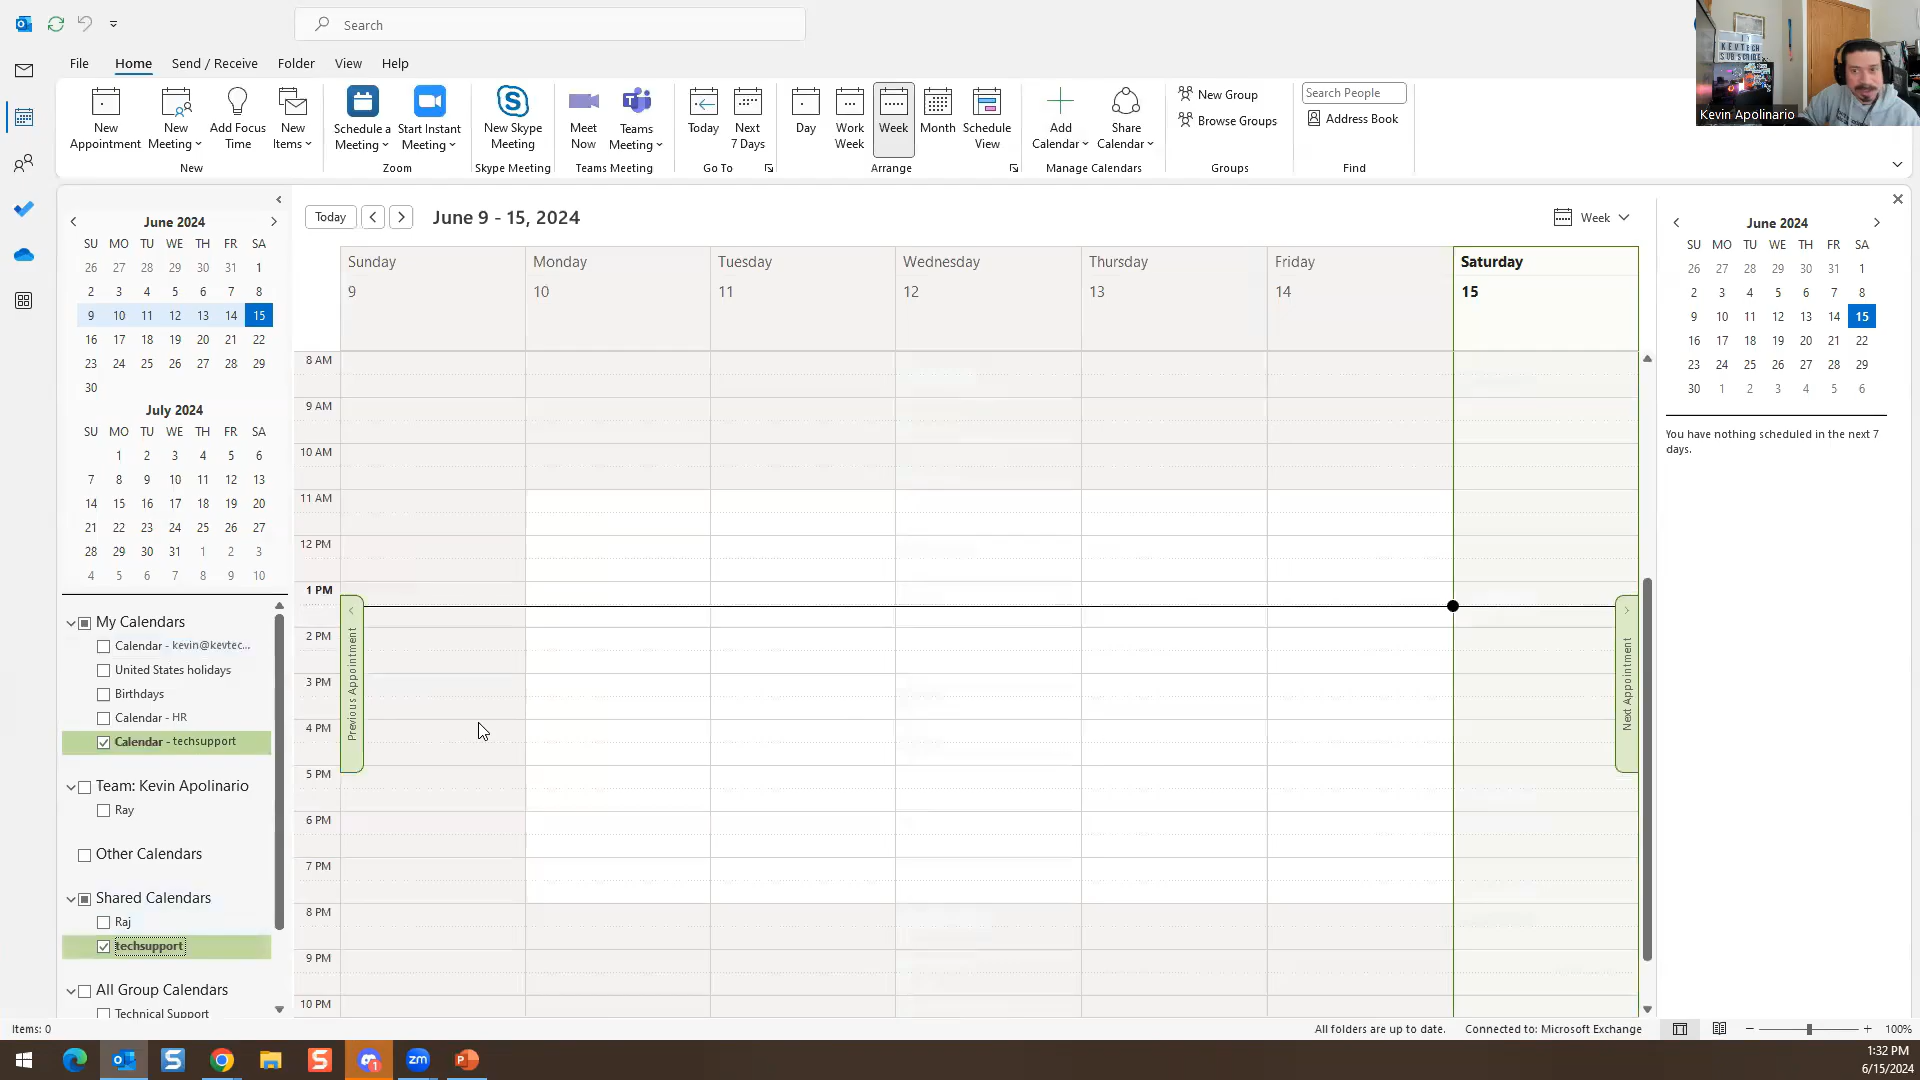 Search
File Home Send / Receive Folder View Help
New Appointment
New Meeting
Add Focus Time
New Items
New
Schedule a Meeting
Start Instant Meeting
Zoom
New Skype Meeting
Skype Meeting
Meet Now
Teams Meeting
Teams Meeting
Today
Next 7 Days
Go To
Day
Work Week
Week
Month
Schedule View
Arrange
Add Calendar
Share Calendar
Manage Calendars
New Group
Browse Groups
Groups
Search People
Address Book
Find
KEVTECH
SUBSCRIBE
Kevin Apolinario
June 2024
SU MO TU WE TH FR SA
26 27 28 29 30 31 1
2 3 4 5 6 7 8
9 10 11 12 13 14 15
16 17 18 19 20 21 22
23 24 25 26 27 28 29
30
July 2024
SU MO TU WE TH FR SA
1 2 3 4 5 6
7 8 9 10 11 12 13
14 15 16 17 18 19 20
21 22 23 24 25 26 27
28 29 30 31 1 2 3
4 5 6 7 8 9 10
My Calendars
Calendar - kevin@kevtec...
United States holidays
Birthdays
Calendar - HR
Calendar - techsupport
Team: Kevin Apolinario
Ray
Other Calendars
Shared Calendars
Raj
techsupport
All Group Calendars
Technical Support
Today
June 9 - 15, 2024
Week
Sunday Monday Tuesday Wednesday Thursday Friday Saturday
9 10 11 12 13 14 15
8 AM
9 AM
10 AM
11 AM
12 PM
1 PM
2 PM
3 PM
4 PM
5 PM
6 PM
7 PM
8 PM
9 PM
10 PM
Previous Appointment
Next Appointment
June 2024
SU MO TU WE TH FR SA
26 27 28 29 30 31 1
2 3 4 5 6 7 8
9 10 11 12 13 14 15
16 17 18 19 20 21 22
23 24 25 26 27 28 29
30 1 2 3 4 5 6
You have nothing scheduled in the next 7
days.
Items: 0
All folders are up to date.
Connected to: Microsoft Exchange
100%
zm
1:32 PM
6/15/2024